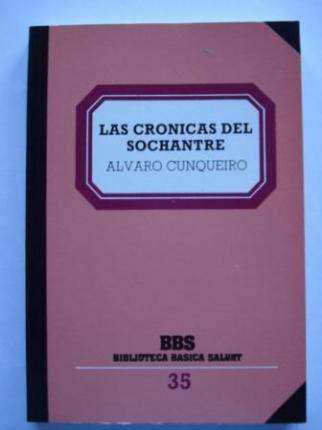 LAS CRONICAS DEL
SOCHANTRE
ALVARO CUNQUEIRO
BBS
BIBLIOTECA BASICA SALVAT
35